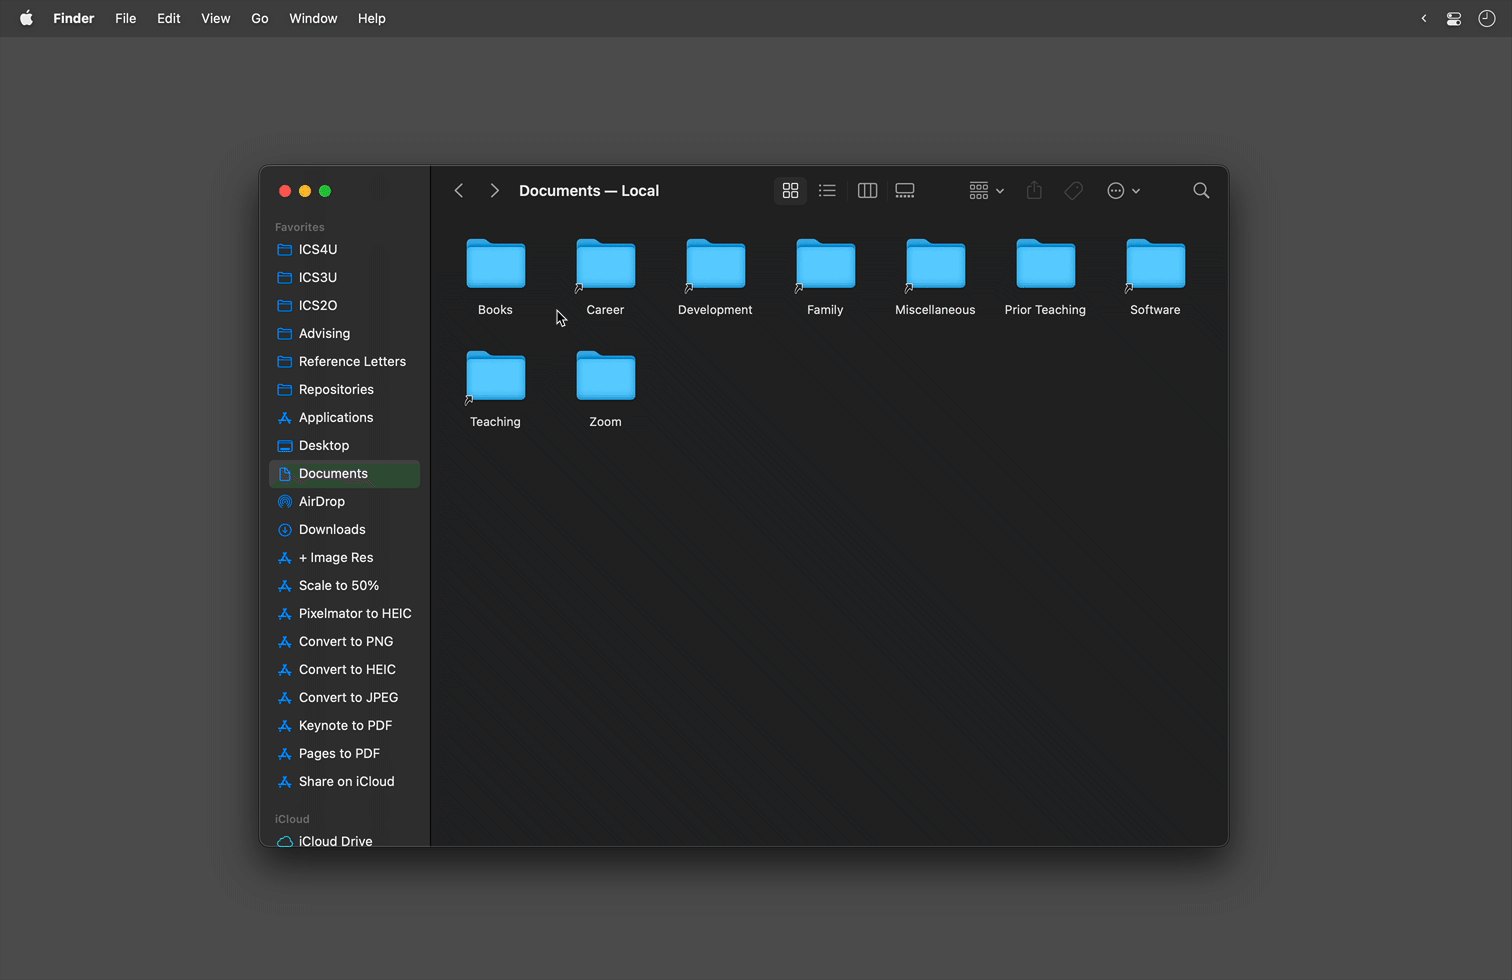 Finder File Edit View Go Window Help
Documents — Local
Favorites
ICS4U
ICS3U
ICS2O
Advising
Reference Letters
Repositories
Applications
Desktop
Documents
AirDrop
Downloads
+ Image Res
Scale to 50%
Pixelmator to HEIC
Convert to PNG
Convert to HEIC
Convert to JPEG
Keynote to PDF
Pages to PDF
Share on iCloud
iCloud
iCloud Drive
Books Career Development Family Miscellaneous Prior Teaching Software
Teaching Zoom